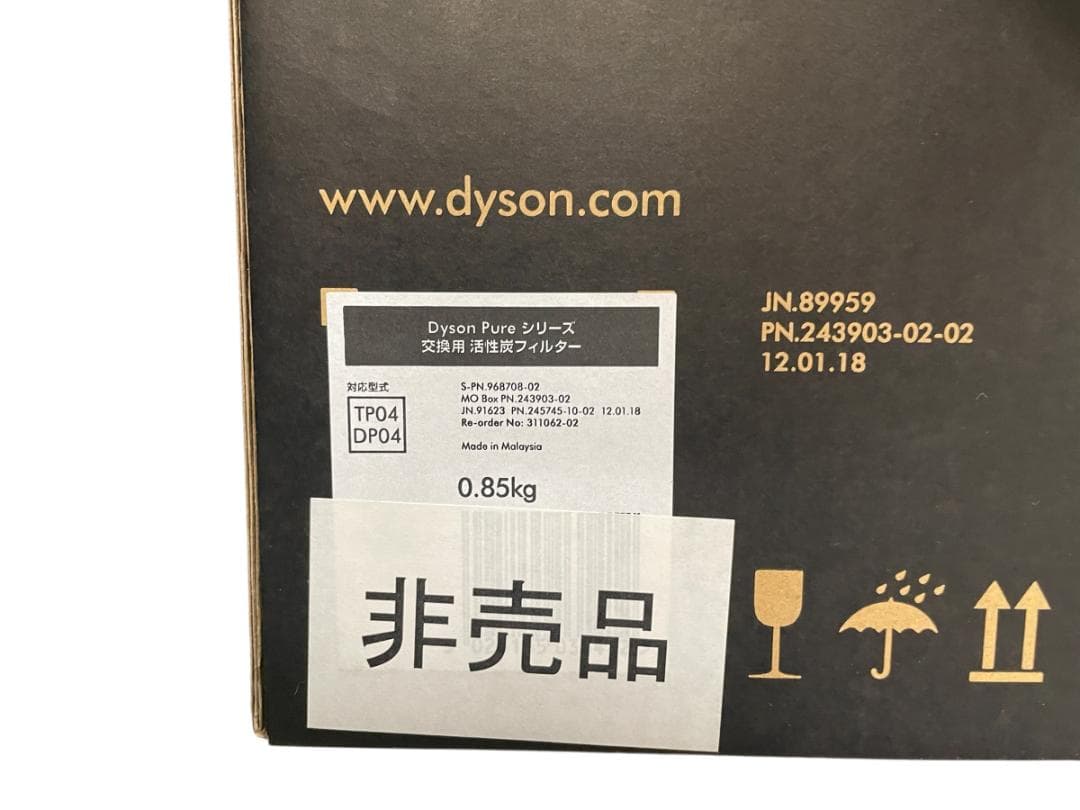 www.dyson.com
Dyson Pure シリーズ
交換用 活性炭フィルター
対応型式
TP04
DP04
S-PN.968708-02
MO Box PN.243903-02
JN.91623 PN.245745-10-02 12.01.18
Re-order No: 311062-02
Made in Malaysia
0.85kg
非売品
JN.89959
PN.243903-02-02
12.01.18